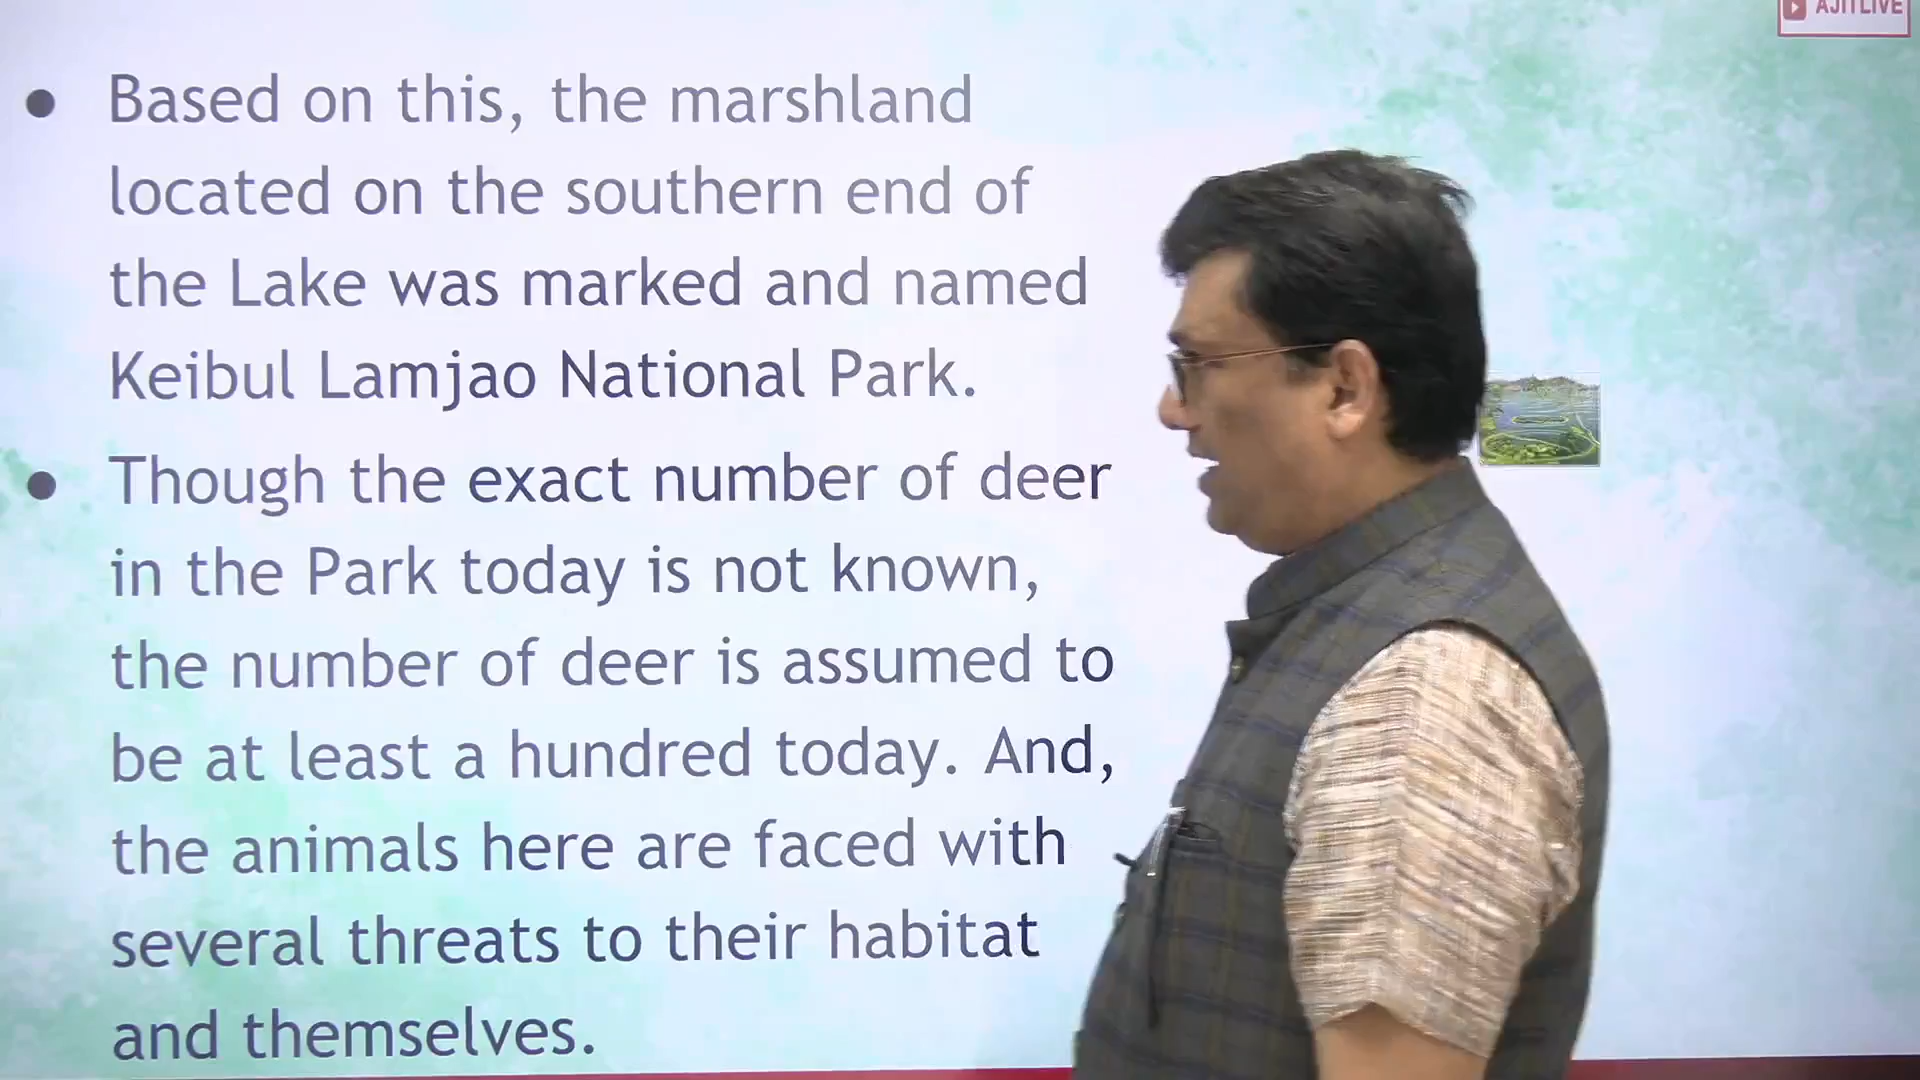 AJITLIVE
• Based on this, the marshland
located on the southern end of
the Lake was marked and named
Keibul Lamjao National Park.
• Though the exact number of deer
in the Park today is not known,
the number of deer is assumed to
be at least a hundred today. And,
the animals here are faced with
several threats to their habitat
and themselves.